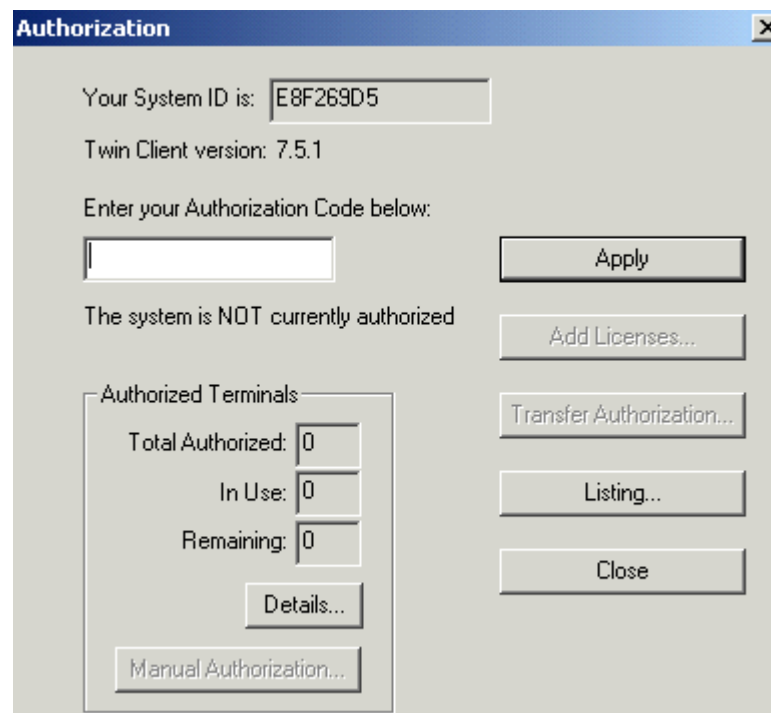 Authorization
Your System ID is: E8F269D5
Twin Client version: 7.5.1
Enter your Authorization Code below:
Apply
The system is NOT currently authorized
Add Licenses...
Authorized Terminals
Transfer Authorization...
Total Authorized: 0
In Use: 0
Listing...
Remaining: 0
Close
Details...
Manual Authorization...